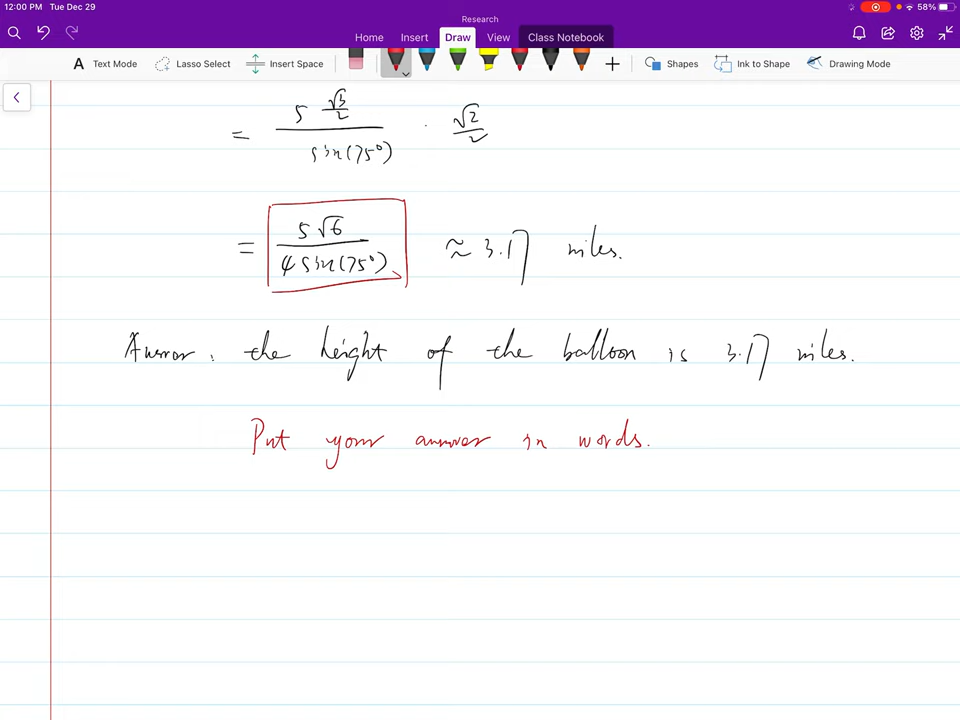 12:00 PM Tue Dec 29 58%
Research
Home Insert Draw View Class Notebook
A Text Mode Lasso Select Insert Space Shapes Ink to Shape Drawing Mode
= (5 √3/2) / sin(75°) · √2/2
= 5√6 / 4 sin(75°) ≈ 3.17 miles.
Answer: the height of the balloon is 3.17 miles.
Put your answer in words.